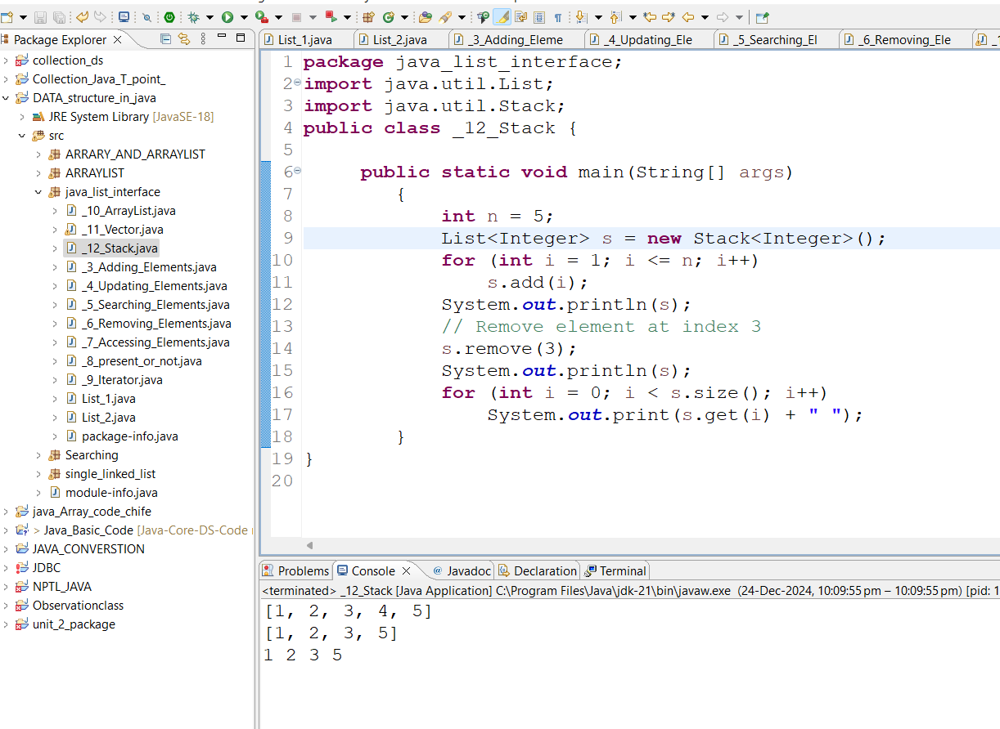 Package Explorer
collection_ds
Collection_Java_T_point_
DATA_structure_in_java
JRE System Library [JavaSE-18]
src
ARRARY_AND_ARRAYLIST
ARRAYLIST
java_list_interface
_10_ArrayList.java
_11_Vector.java
_12_Stack.java
_3_Adding_Elements.java
_4_Updating_Elements.java
_5_Searching_Elements.java
_6_Removing_Elements.java
_7_Accessing_Elements.java
_8_present_or_not.java
_9_Iterator.java
List_1.java
List_2.java
package-info.java
Searching
single_linked_list
module-info.java
java_Array_code_chife
> Java_Basic_Code [Java-Core-DS-Code
JAVA_CONVERSTION
JDBC
NPTL_JAVA
Observationclass
unit_2_package
List_1.java List_2.java _3_Adding_Eleme _4_Updating_Ele _5_Searching_El _6_Removing_Ele
1 package java_list_interface;
2 import java.util.List;
3 import java.util.Stack;
4 public class _12_Stack {
5
6 public static void main(String[] args)
7 {
8 int n = 5;
9 List<Integer> s = new Stack<Integer>();
10 for (int i = 1; i <= n; i++)
11 s.add(i);
12 System.out.println(s);
13 // Remove element at index 3
14 s.remove(3);
15 System.out.println(s);
16 for (int i = 0; i < s.size(); i++)
17 System.out.print(s.get(i) + " ");
18 }
19 }
20
Problems Console @ Javadoc Declaration Terminal
<terminated> _12_Stack [Java Application] C:\Program Files\Java\jdk-21\bin\javaw.exe (24-Dec-2024, 10:09:55 pm – 10:09:55 pm) [pid: 1
[1, 2, 3, 4, 5]
[1, 2, 3, 5]
1 2 3 5